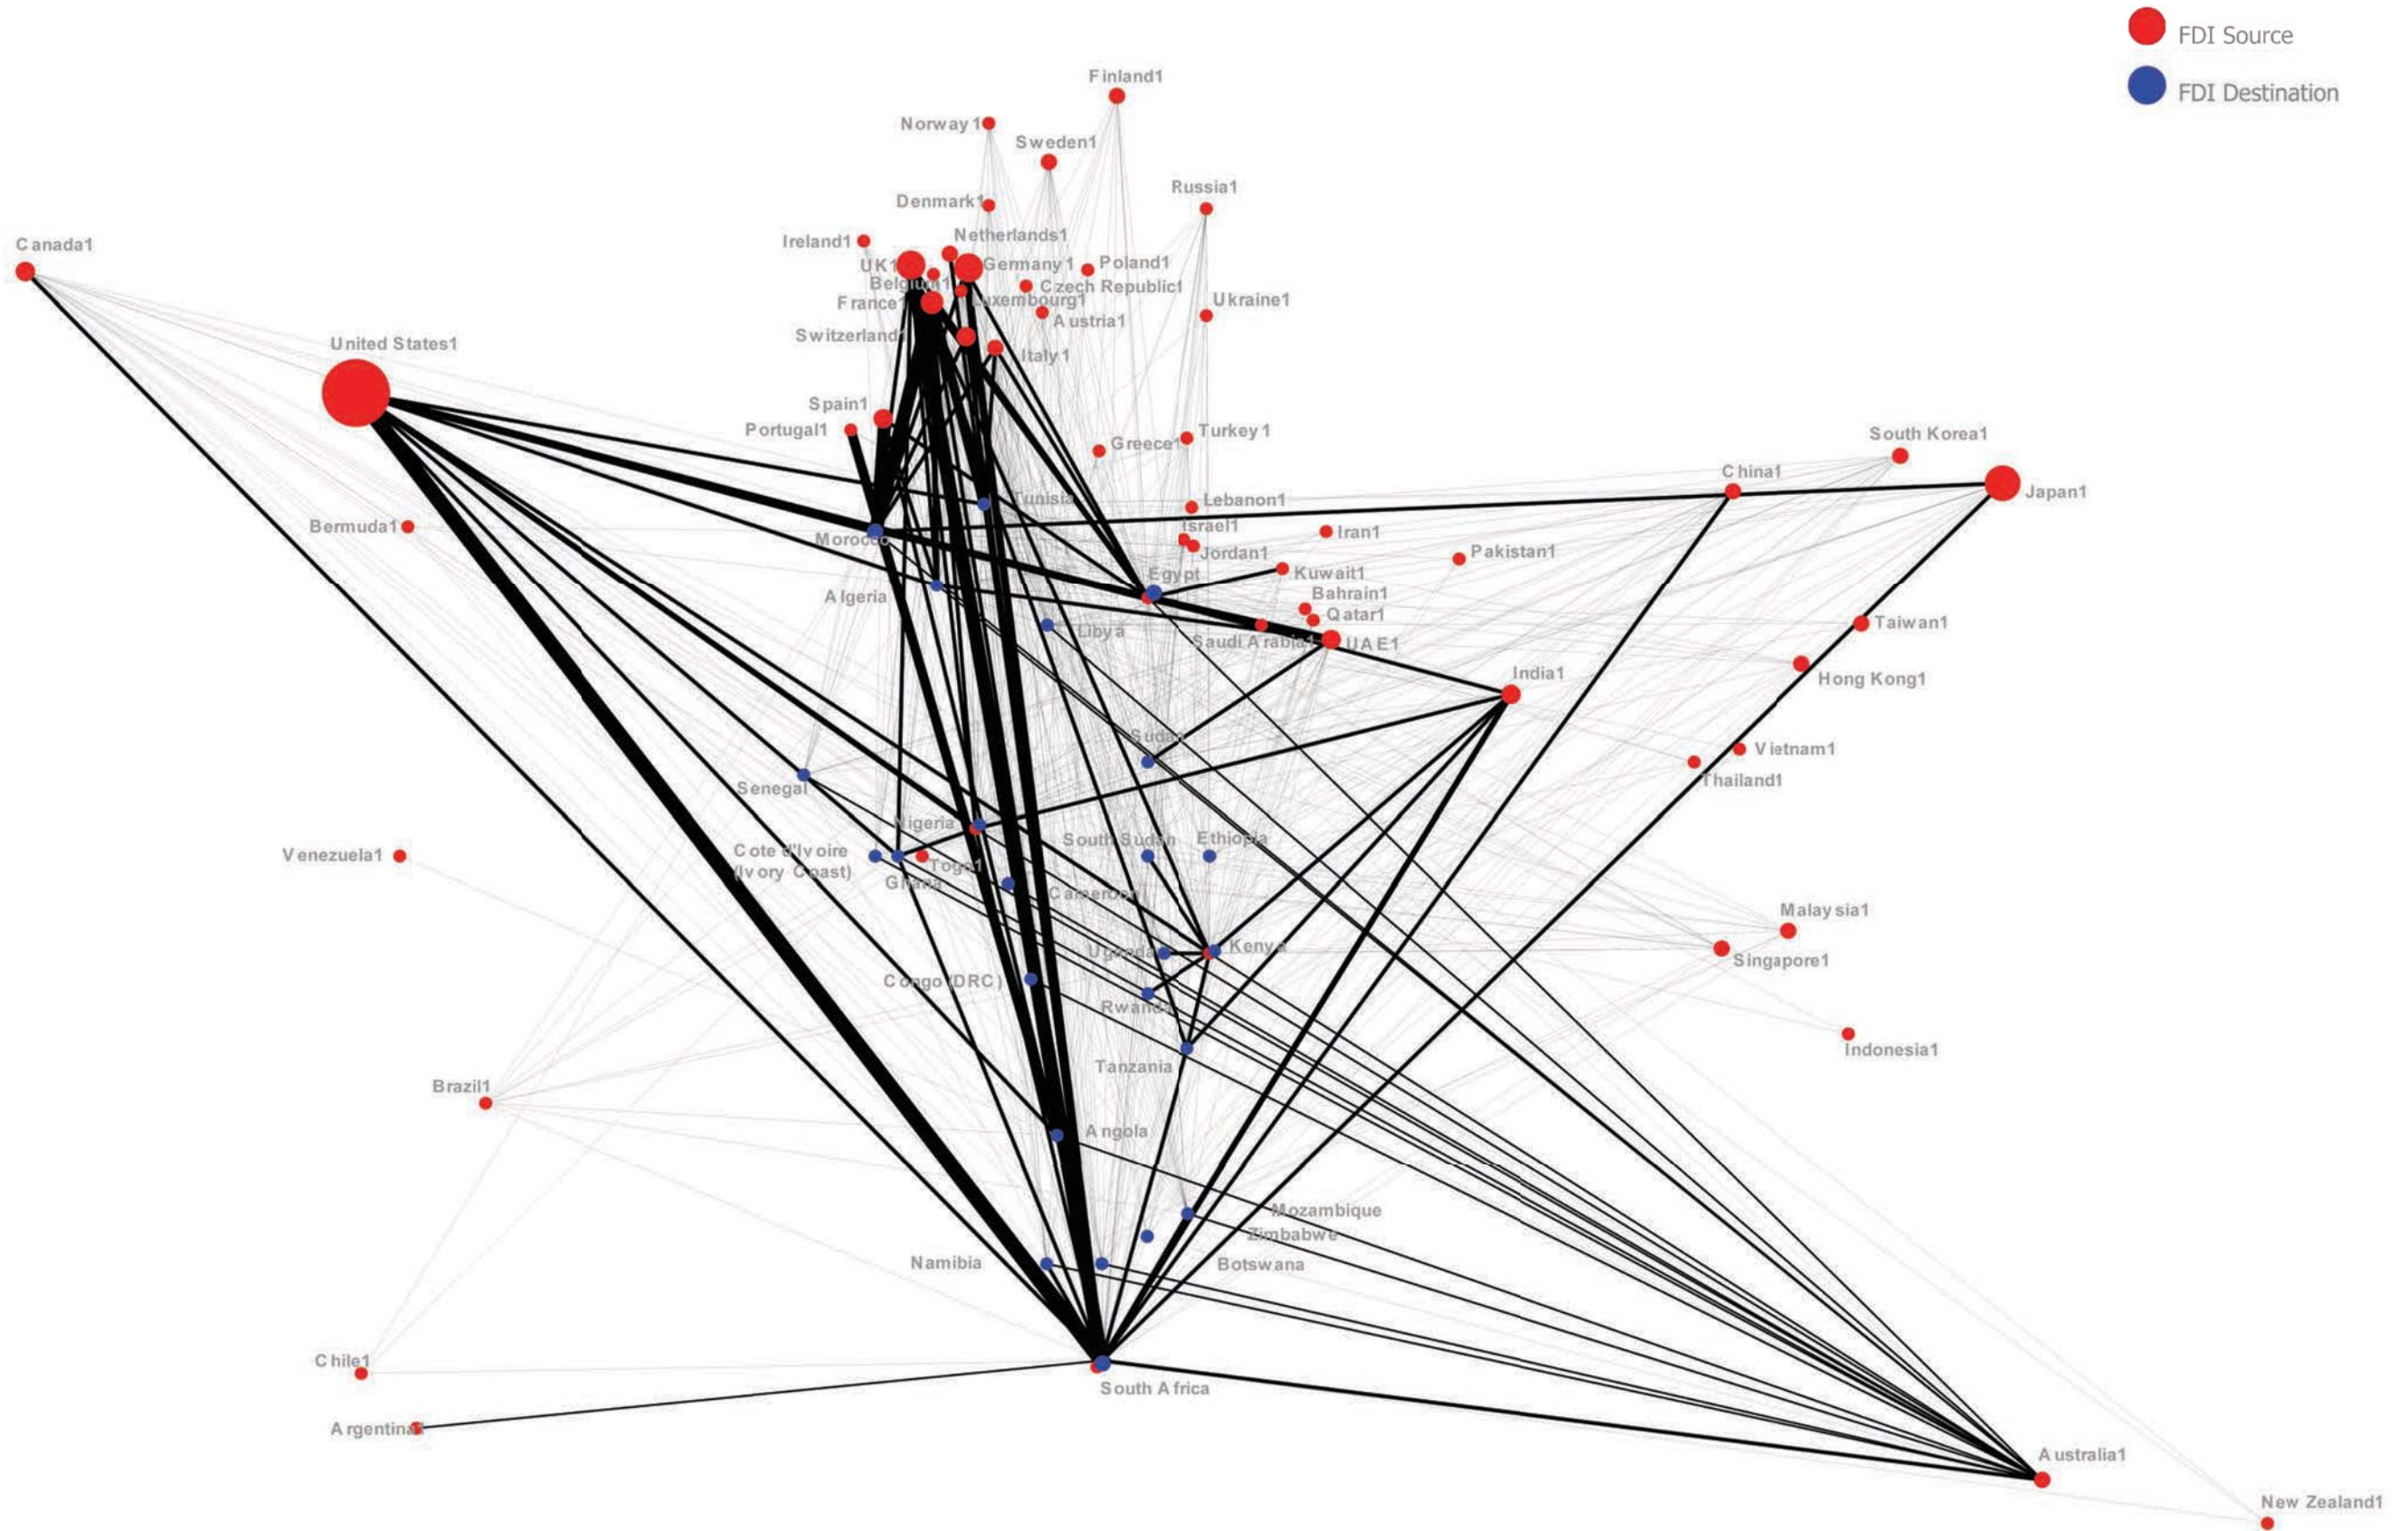 FDI Source
FDI Destination
Finland1
Norway1
Sweden1
Russia1
Denmark1
Netherlands1
Ireland1
Canada1
UK1
Germany1
Poland1
Belgium1
Czech Republic1
France1
Luxembourg1
Ukraine1
Austria1
Switzerland1
United States1
Italy1
Spain1
Portugal1
Greece1
Turkey1
South Korea1
China1
Japan1
Tunisia
Lebanon1
Bermuda1
Israel1
Iran1
Morocco
Jordan1
Pakistan1
Egypt
Kuwait1
Algeria
Bahrain1
Qatar1
Libya
Saudi Arabia1
UAE1
Taiwan1
India1
Hong Kong1
Sudan
Vietnam1
Thailand1
Senegal
Nigeria
South Sudan
Ethiopia
Venezuela1
Cote d'Ivoire
(Ivory Coast)
Togo1
Ghana
Cameroon
Malaysia1
Uganda
Kenya
Singapore1
Congo (DRC)
Rwanda
Indonesia1
Tanzania
Brazil1
Angola
Mozambique
Zimbabwe
Namibia
Botswana
Chile1
South Africa
Argentina1
Australia1
New Zealand1